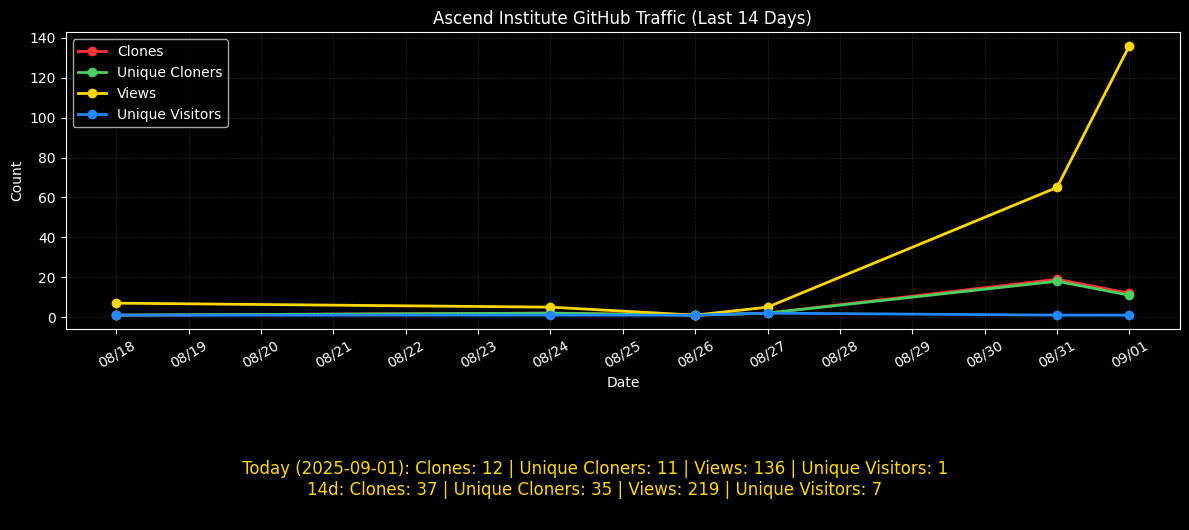 Ascend Institute GitHub Traffic (Last 14 Days)
Clones
Unique Cloners
Views
Unique Visitors
Count
140
120
100
80
60
40
20
0
08/18
08/19
08/20
08/21
08/22
08/23
08/24
08/25
08/26
08/27
08/28
08/29
08/30
08/31
09/01
Date
Today (2025-09-01): Clones: 12 | Unique Cloners: 11 | Views: 136 | Unique Visitors: 1
14d: Clones: 37 | Unique Cloners: 35 | Views: 219 | Unique Visitors: 7